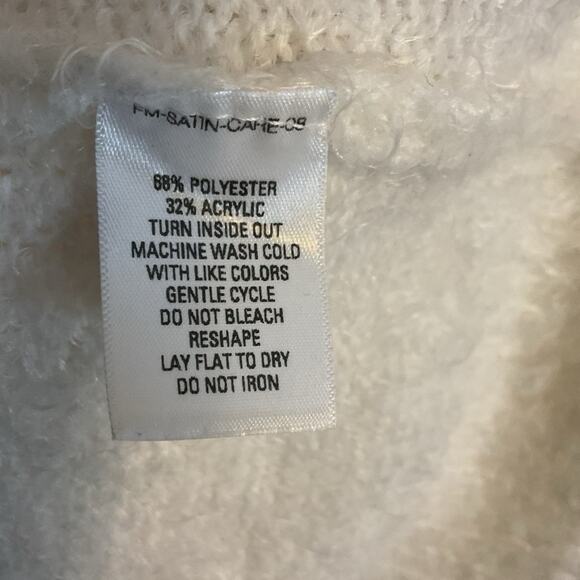 FM-SATIN-CARE-09
68% POLYESTER
32% ACRYLIC
TURN INSIDE OUT
MACHINE WASH COLD
WITH LIKE COLORS
GENTLE CYCLE
DO NOT BLEACH
RESHAPE
LAY FLAT TO DRY
DO NOT IRON